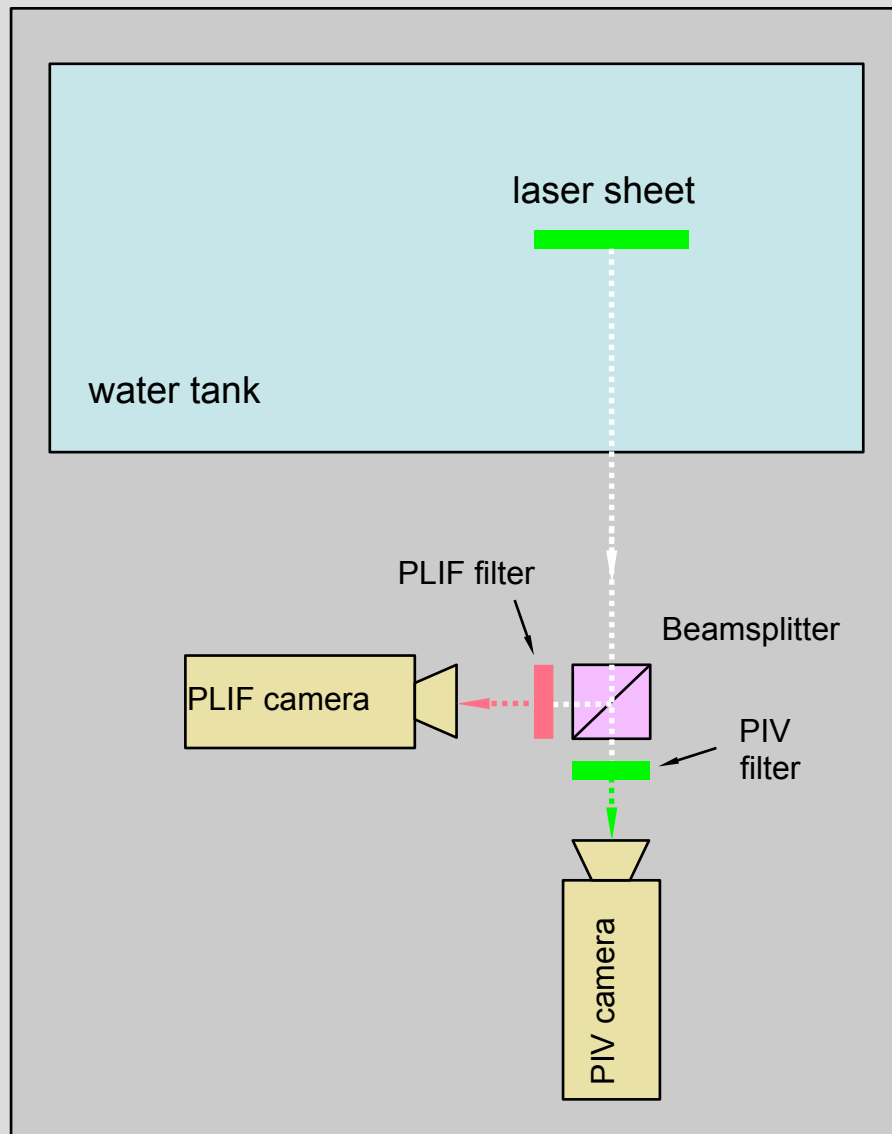 laser sheet
water tank
PLIF filter
Beamsplitter
PLIF camera
PIV
filter
PIV camera